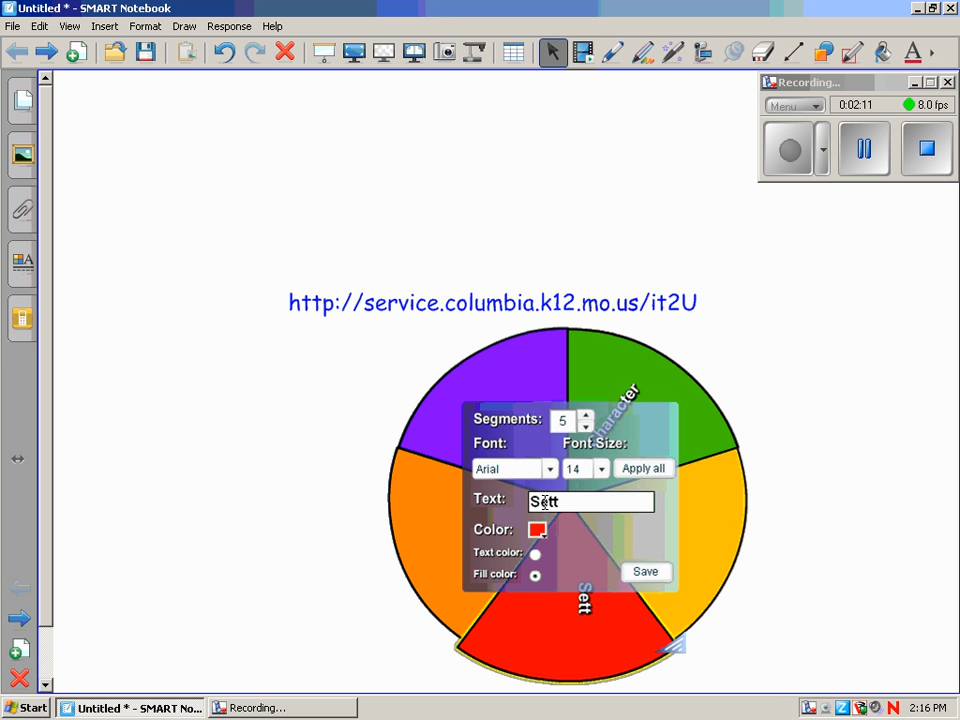 Untitled * - SMART Notebook
File Edit View Insert Format Draw Response Help
Recording...
Menu 0:02:11 8.0 fps
http://service.columbia.k12.mo.us/it2U
Character
Segments: 5
Font: Font Size:
Arial 14 Apply all
Text: Sett
Color:
Text color:
Fill color: Save
Sett
Start Untitled * - SMART No... Recording... 2:16 PM